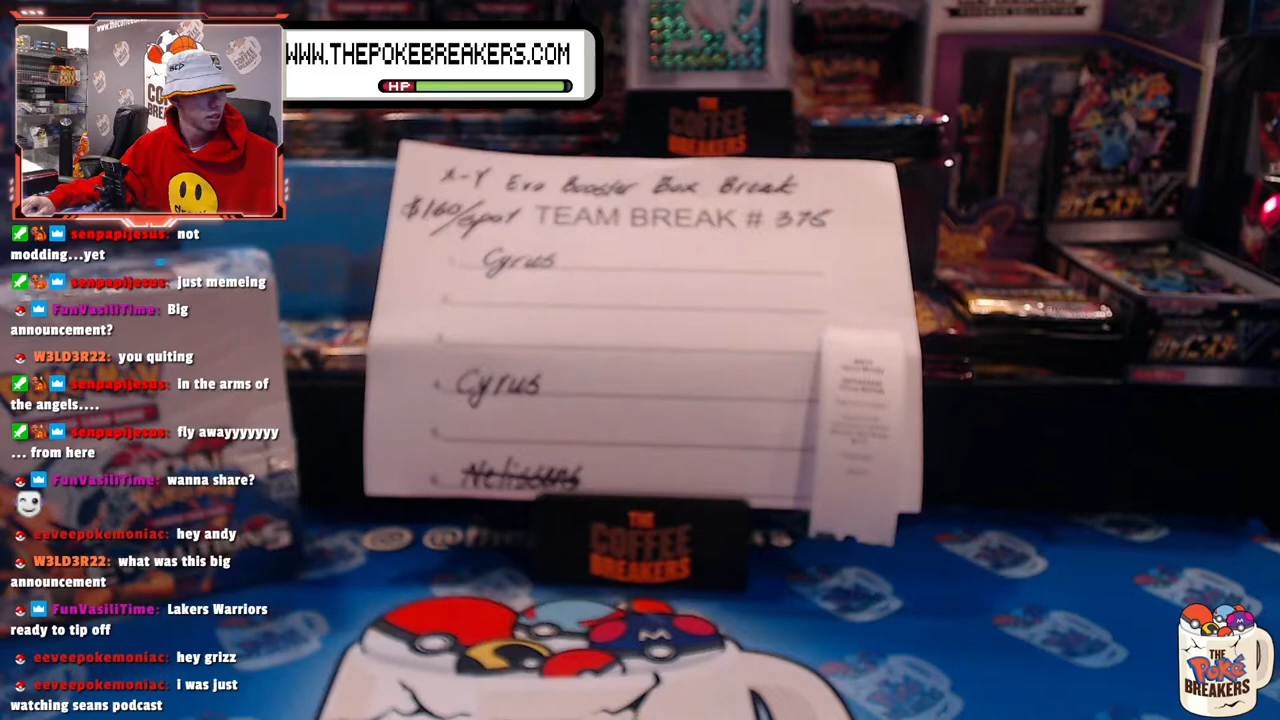 WWW.THEPOKEBREAKERS.COM
HP
senpapijesus: not
modding...yet
senpapijesus: just memeing
FunVasiliTime: Big
announcement?
W3LD3R22: you quiting
senpapijesus: in the arms of
the angels....
senpapijesus: fly awayyyyyyy
... from here
FunVasiliTime: wanna share?
eeveepokemoniac: hey andy
W3LD3R22: what was this big
announcement
FunVasiliTime: Lakers Warriors
ready to tip off
eeveepokemoniac: hey grizz
eeveepokemoniac: i was just
watching seans podcast
THE
COFFEE
BREAKERS
X-Y Evo Booster Box Break
$160/spot TEAM BREAK # 375
Cyrus
Cyrus
Nelissens
THE
COFFEE
BREAKERS
THE
Poké
BREAKERS